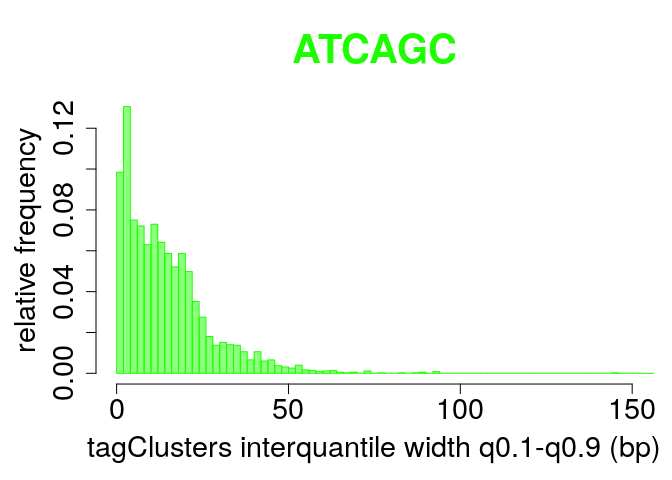 ATCAGC
relative frequency
0.12
0.08
0.04
0.00
0 50 100 150
tagClusters interquantile width q0.1-q0.9 (bp)